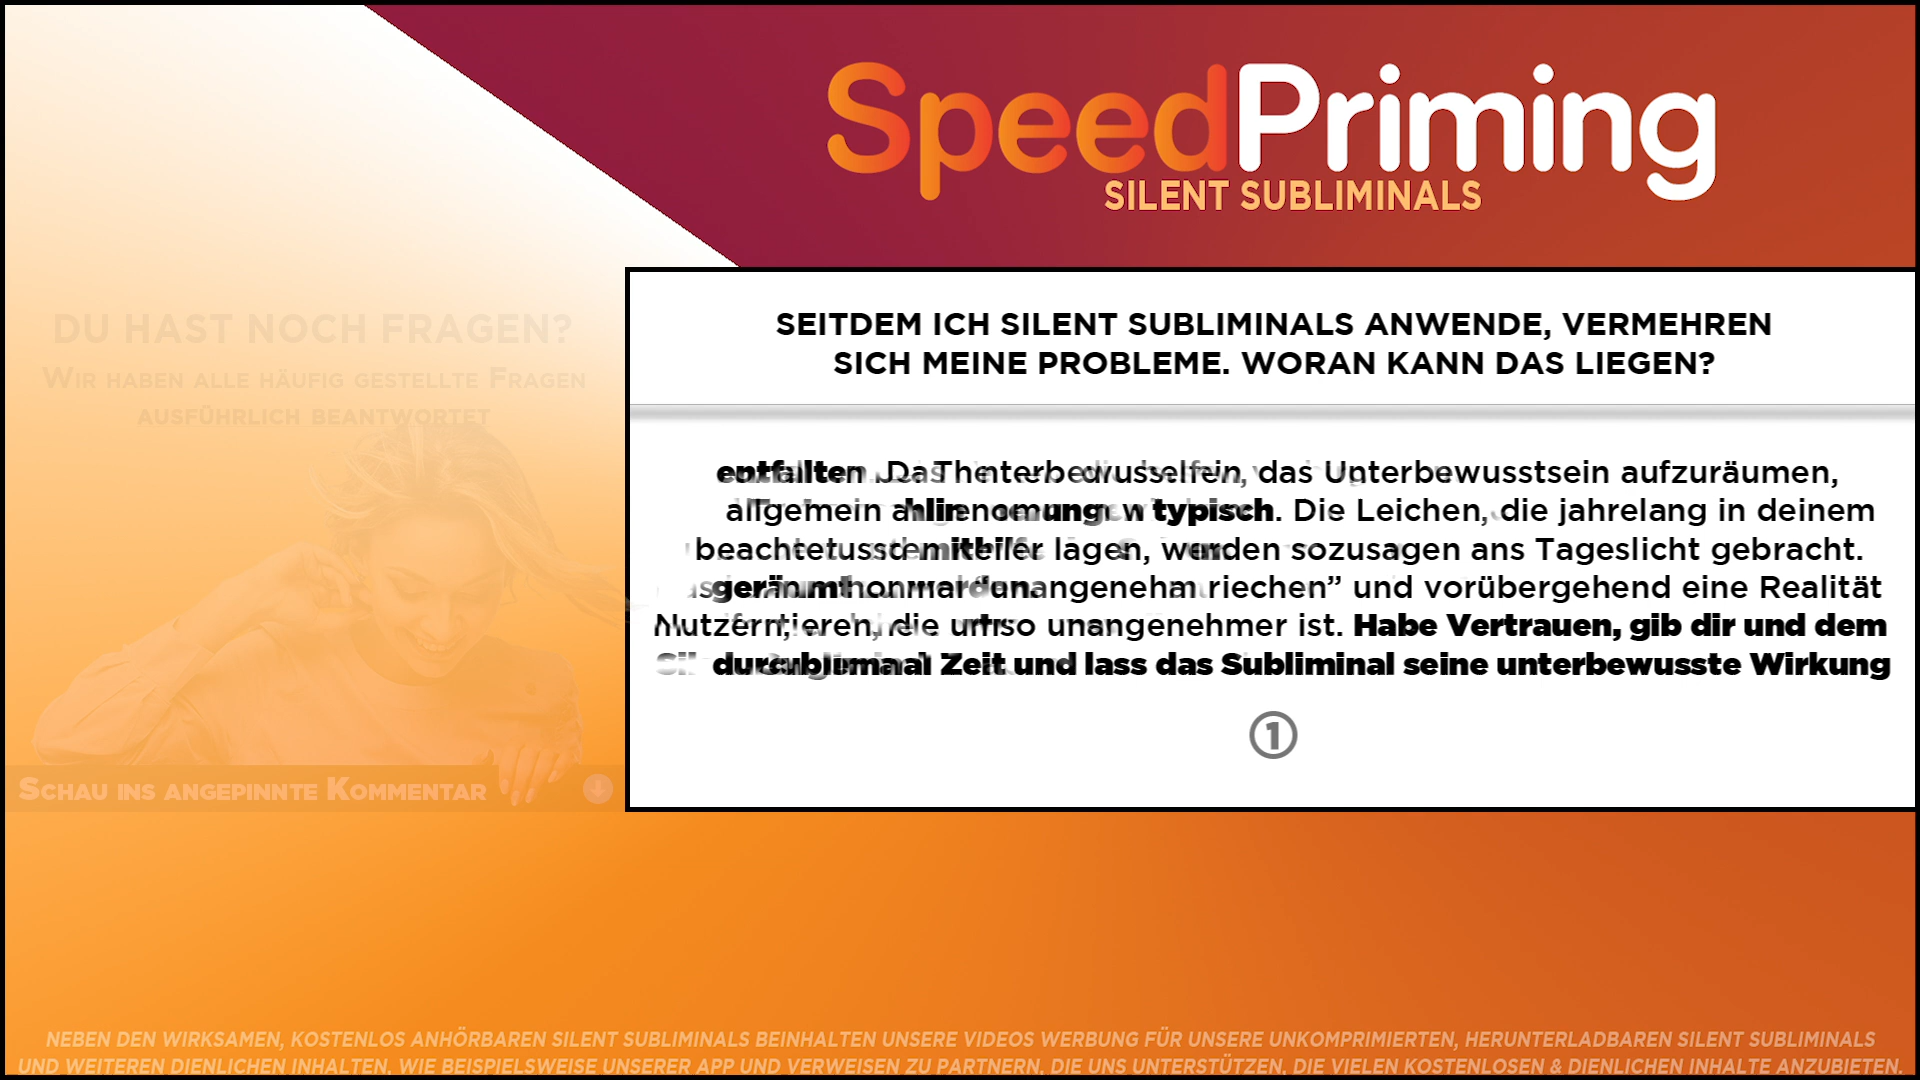 SpeedPriming
SILENT SUBLIMINALS
DU HAST NOCH FRAGEN?
WIR HABEN ALLE HÄUFIG GESTELLTE FRAGEN
AUSFÜHRLICH BEANTWORTET
SCHAU INS ANGEPINNTE KOMMENTAR
SEITDEM ICH SILENT SUBLIMINALS ANWENDE, VERMEHREN
SICH MEINE PROBLEME. WORAN KANN DAS LIEGEN?
das Unterbewusstsein aufzuräumen,
typisch. Die Leichen, die jahrelang in deinem
lagen, werden sozusagen ans Tageslicht gebracht.
riechen” und vorübergehend eine Realität
unangenehmer ist. Habe Vertrauen, gib dir und dem
Zeit und lass das Subliminal seine unterbewusste Wirkung
1
NEBEN DEN WIRKSAMEN, KOSTENLOS ANHÖRBAREN SILENT SUBLIMINALS BEINHALTEN UNSERE VIDEOS WERBUNG FÜR UNSERE UNKOMPRIMIERTEN, HERUNTERLADBAREN SILENT SUBLIMINALS
UND WEITEREN DIENLICHEN INHALTEN, WIE BEISPIELSWEISE UNSERER APP UND VERWEISEN ZU PARTNERN, DIE UNS UNTERSTÜTZEN, DIE VIELEN KOSTENLOSEN & DIENLICHEN INHALTE ANZUBIETEN.